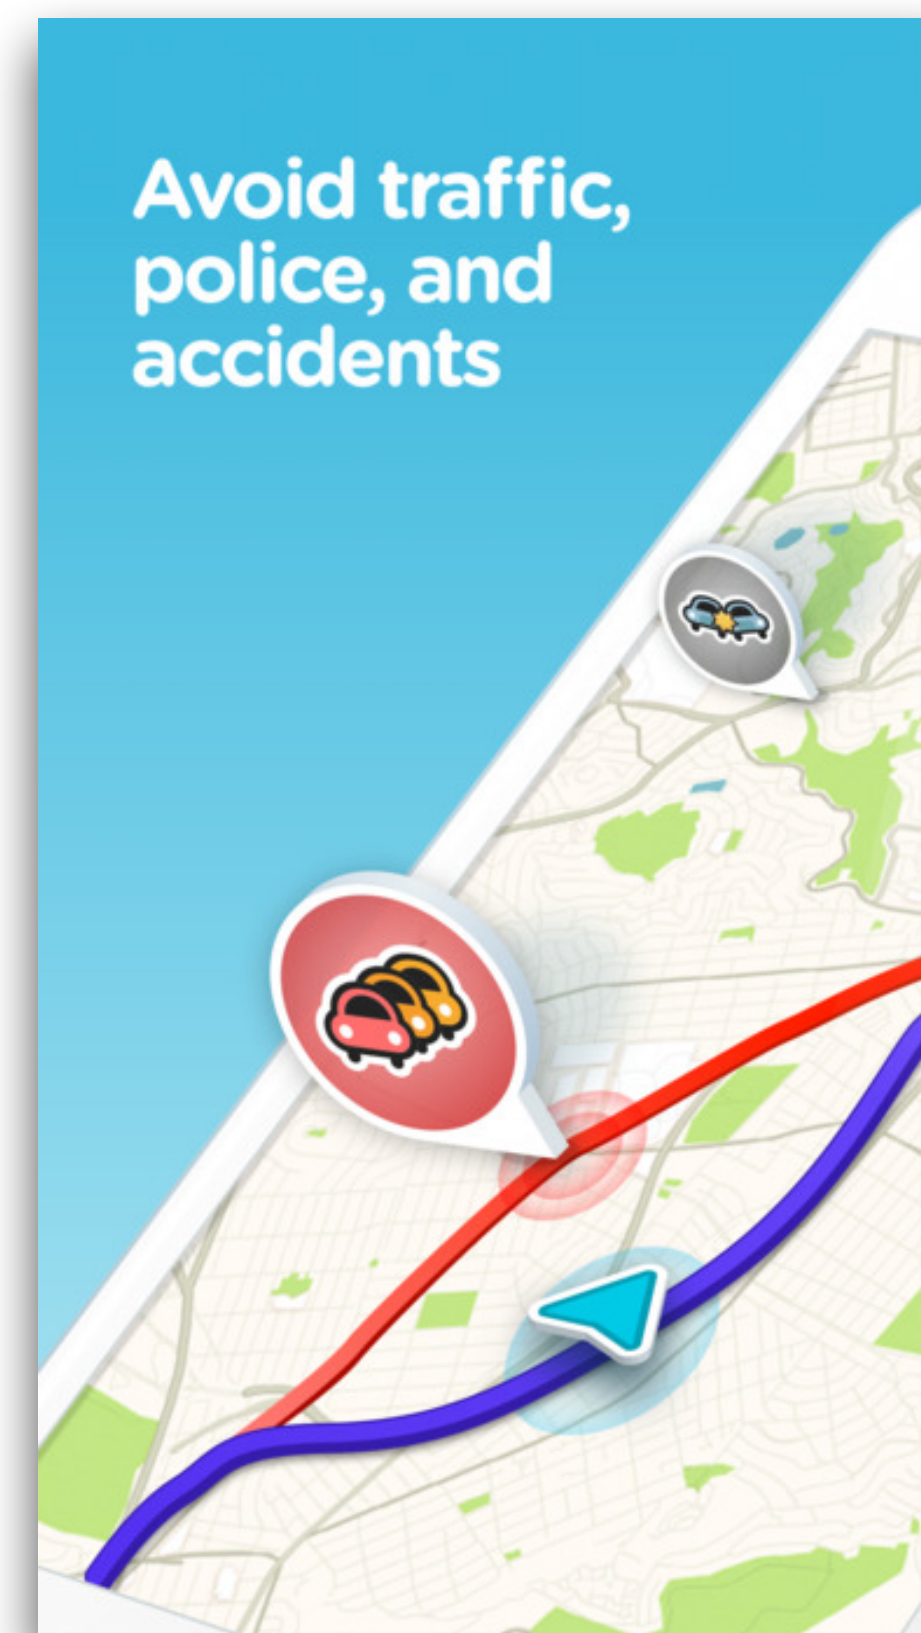 Avoid traffic,
police, and
accidents